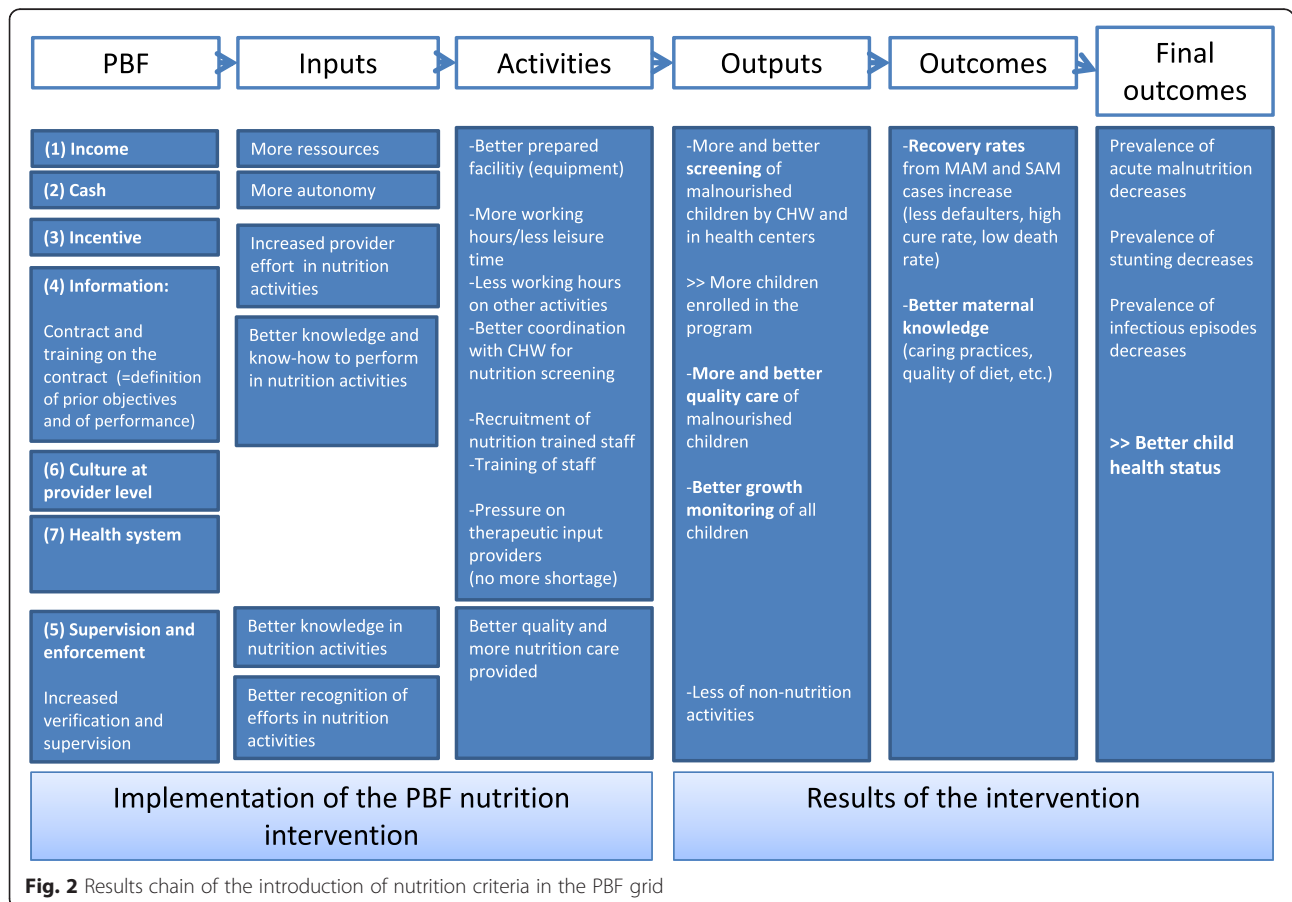 PBF
Inputs
Activities
Outputs
Outcomes
Final
outcomes
(1) Income
(2) Cash
(3) Incentive
(4) Information:
Contract and
training on the
contract (=definition
of prior objectives
and of performance)
(6) Culture at
provider level
(7) Health system
(5) Supervision and
enforcement
Increased
verification and
supervision
More ressources
More autonomy
Increased provider
effort in nutrition
activities
Better knowledge and
know-how to perform
in nutrition activities
Better knowledge in
nutrition activities
Better recognition of
efforts in nutrition
activities
-Better prepared
facilitiy (equipment)
-More working
hours/less leisure
time
-Less working hours
on other activities
-Better coordination
with CHW for
nutrition screening
-Recruitment of
nutrition trained staff
-Training of staff
-Pressure on
therapeutic input
providers
(no more shortage)
Better quality and
more nutrition care
provided
-More and better
screening of
malnourished
children by CHW and
in health centers
>> More children
enrolled in the
program
-More and better
quality care of
malnourished
children
-Better growth
monitoring of all
children
-Less of non-nutrition
activities
-Recovery rates
from MAM and SAM
cases increase
(less defaulters, high
cure rate, low death
rate)
-Better maternal
knowledge
(caring practices,
quality of diet, etc.)
Prevalence of
acute malnutrition
decreases
Prevalence of
stunting decreases
Prevalence of
infectious episodes
decreases
>> Better child
health status
Implementation of the PBF nutrition
intervention
Results of the intervention
Fig. 2 Results chain of the introduction of nutrition criteria in the PBF grid